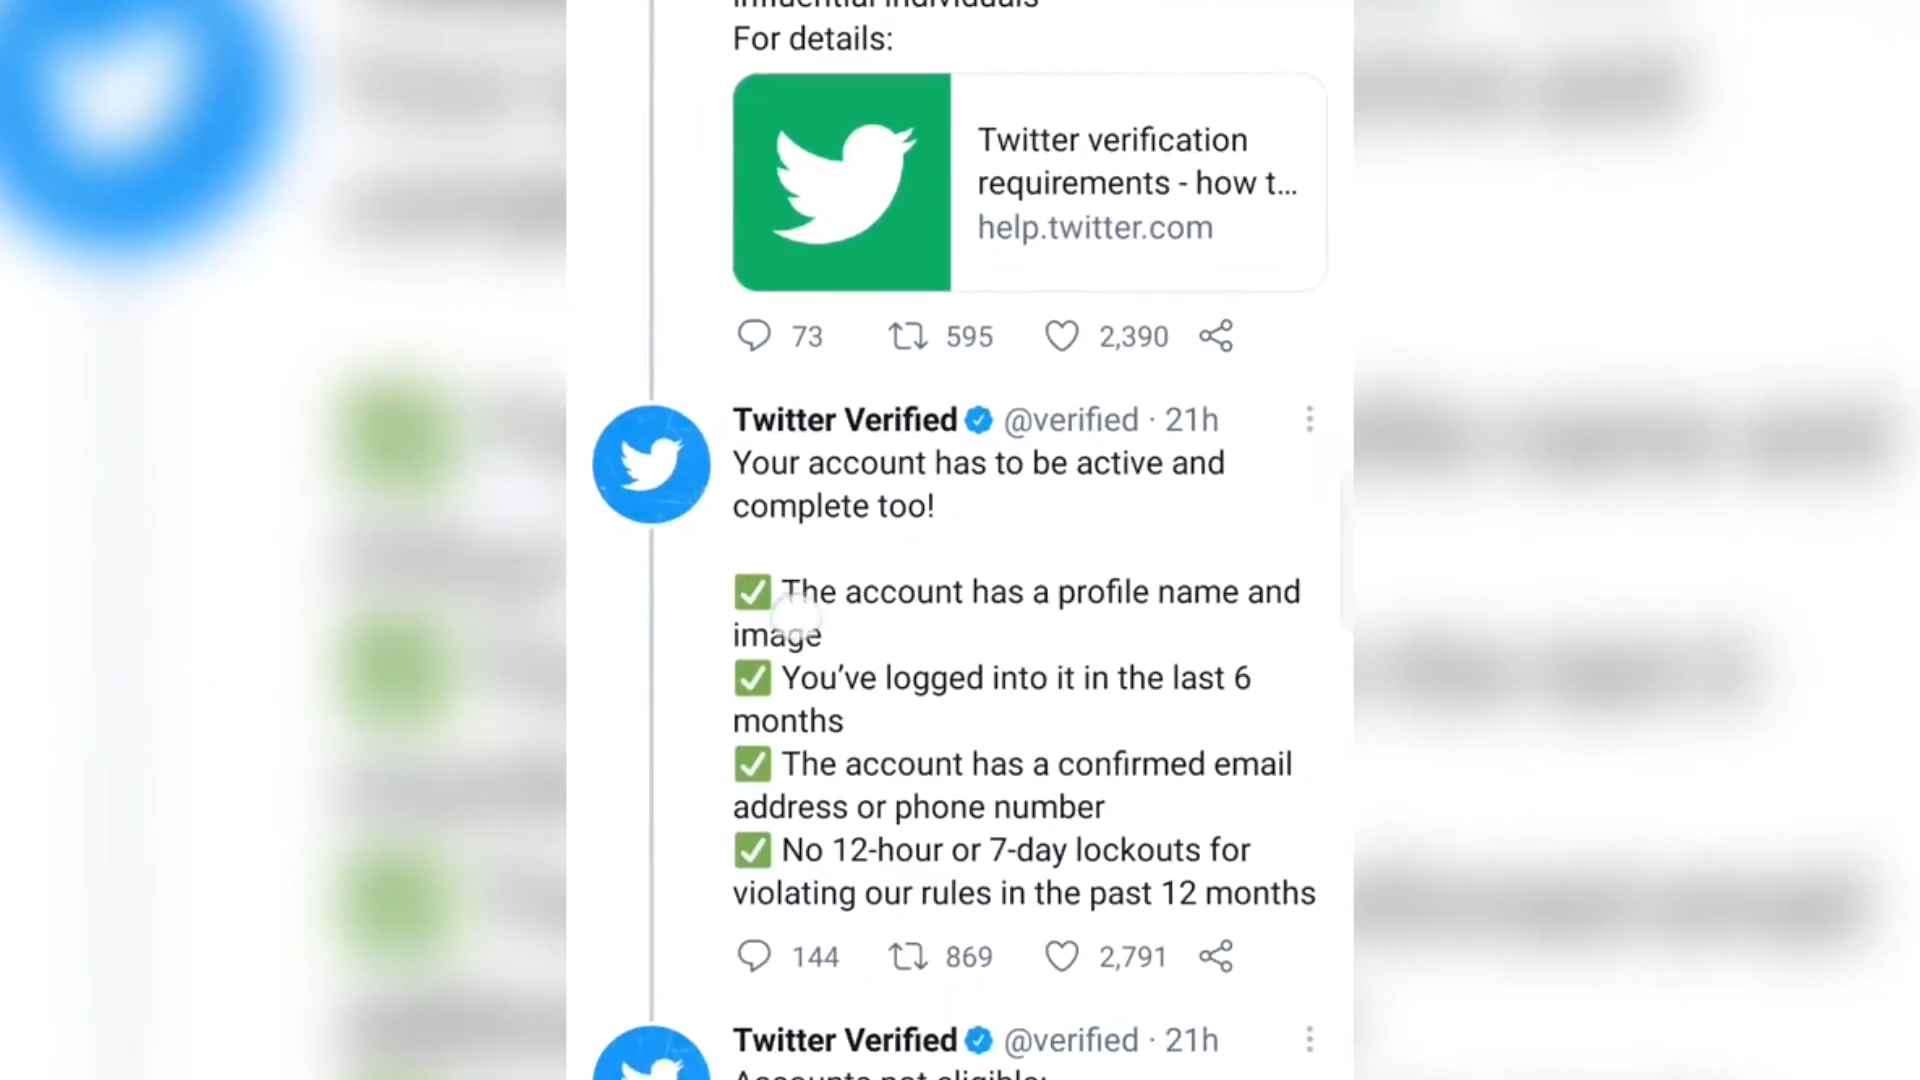 influential individuals
For details:
Twitter verification
requirements - how t...
help.twitter.com
73 595 2,390
Twitter Verified @verified · 21h
Your account has to be active and
complete too!
✅ The account has a profile name and
image
✅ You’ve logged into it in the last 6
months
✅ The account has a confirmed email
address or phone number
✅ No 12-hour or 7-day lockouts for
violating our rules in the past 12 months
144 869 2,791
Twitter Verified @verified · 21h
Accounts not eligible: